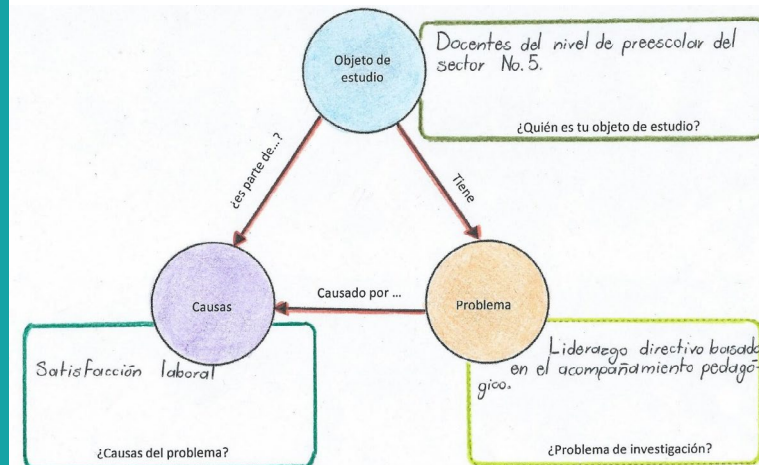 Objeto de
estudio
Docentes del nivel de preescolar del
sector No. 5.
¿Quién es tu objeto de estudio?
¿es parte de...?
Tiene
Causas
Causado por ...
Problema
Satisfacción laboral
¿Causas del problema?
Liderazgo directivo basado
en el acompañamiento pedagó-
gico.
¿Problema de investigación?